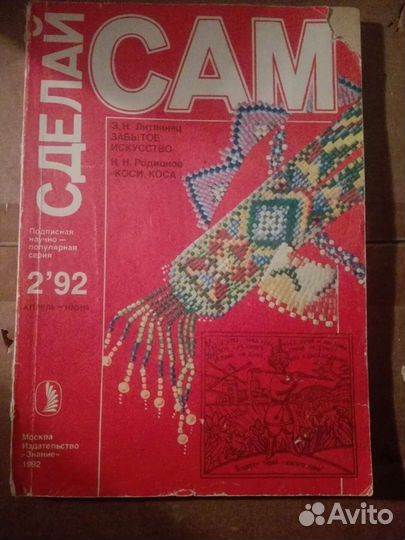 СДЕЛАЙ
САМ
Э.Н. Литвинец
ЗАБЫТОЕ
ИСКУССТВО
Н.Н. Родионов
«КОСИ, КОСА...»
Подписная
научно—
популярная
серия
2'92
АПРЕЛЬ—ИЮНЬ
Москва
Издательство
«Знание»
1992
Avito